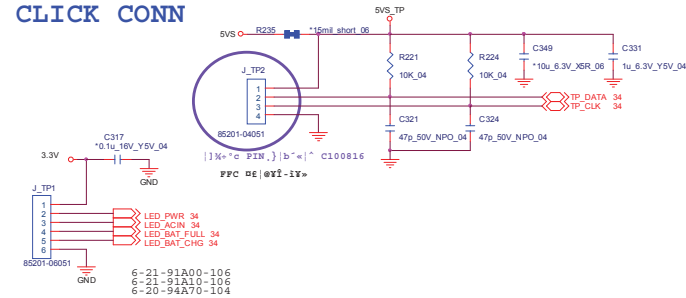 CLICK CONN
5VS_TP
5VS
R235
*15mil_short_06
J_TP2
1
2
3
4
85201-04051
R221
10K_04
R224
10K_04
C349
*10u_6.3V_X5R_06
C331
1u_6.3V_Y5V_04
TP_DATA 34
TP_CLK 34
C321
47p_50V_NPO_04
C324
47p_50V_NPO_04
C100816
FFC
C317
*0.1u_16V_Y5V_04
3.3V
GND
J_TP1
1
2
3
4
5
6
LED_PWR 34
LED_ACIN 34
LED_BAT_FULL 34
LED_BAT_CHG 34
85201-06051
GND
6-21-91A00-106
6-21-91A10-106
6-20-94A70-104